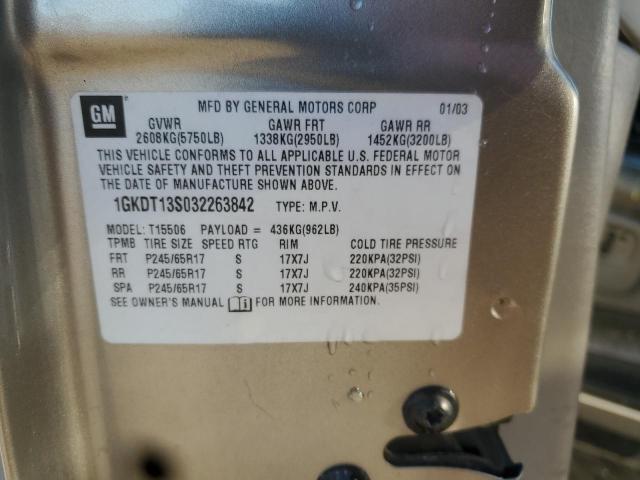 GM
MFD BY GENERAL MOTORS CORP 01/03
GVWR GAWR FRT GAWR RR
2608KG(5750LB) 1338KG(2950LB) 1452KG(3200LB)
THIS VEHICLE CONFORMS TO ALL APPLICABLE U.S. FEDERAL MOTOR
VEHICLE SAFETY AND THEFT PREVENTION STANDARDS IN EFFECT ON
THE DATE OF MANUFACTURE SHOWN ABOVE.
1GKDT13S032263842 TYPE: M.P.V.
MODEL: T15506 PAYLOAD = 436KG(962LB)
TPMB TIRE SIZE SPEED RTG RIM COLD TIRE PRESSURE
FRT P245/65R17 S 17X7J 220KPA(32PSI)
RR P245/65R17 S 17X7J 220KPA(32PSI)
SPA P245/65R17 S 17X7J 240KPA(35PSI)
SEE OWNER'S MANUAL FOR MORE INFORMATION.